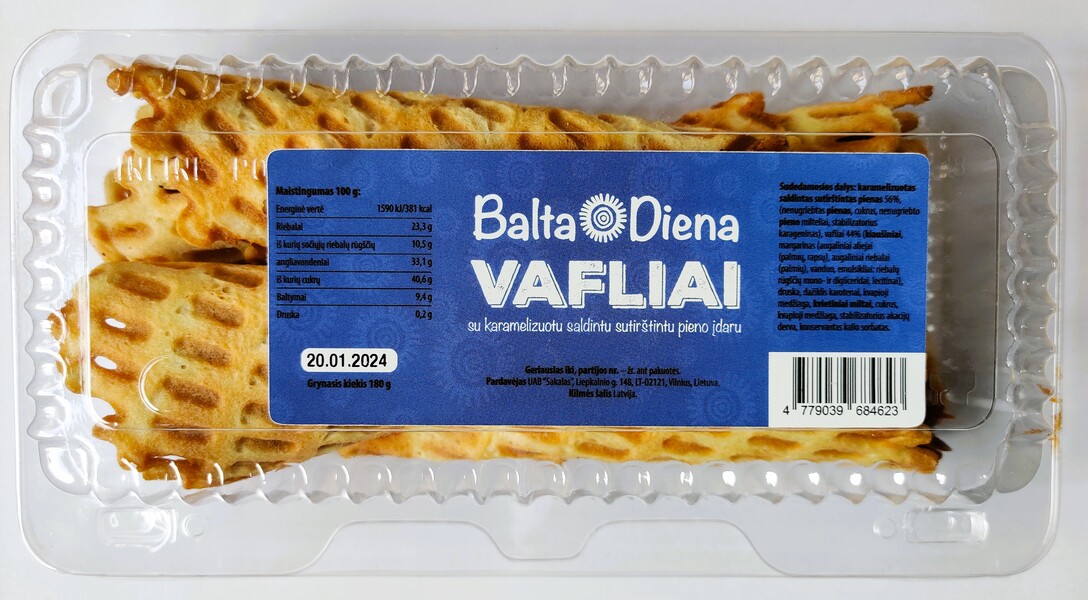 Maistingumas 100 g:
Energinė vertė 1590 kJ/381 kcal
Riebalai 23,3 g
iš kurių sočiųjų riebalų rūgščių 10,5 g
angliavandeniai 33,1 g
iš kurių cukrų 40,6 g
Baltymai 9,4 g
Druska 0,2 g
20.01.2024
Grynasis kiekis 180 g
Balta Diena
VAFLIAI
su karamelizuotu saldintu sutirštintu pieno įdaru
Geriausias iki, partijos nr. – žr. ant pakuotės.
Pardavėjas UAB "Sakalas", Liepkalnio g. 148, LT-02121, Vilnius, Lietuva.
Kilmės šalis Latvija.
Sudedamosios dalys: karamelizuotas
saldintas sutirštintas pienas 56%,
(nenugriebtas pienas, cukrus, nenugriebto
pieno milteliai, stabilizatorius
karageninas), vafliai 44% (kiaušiniai,
margarinas (augaliniai aliejai
(palmių, rapsų), augaliniai riebalai
(palmių), vanduo, emulsikliai: riebalų
rūgščių mono- ir digliceridai, lecitinai),
druska, dažiklis karotenai, kvapioji
medžiaga, kvietiniai miltai, cukrus,
kvapioji medžiaga, stabilizatorius akacijų
derva, konservantas kalio sorbatas.
4 779039 684623